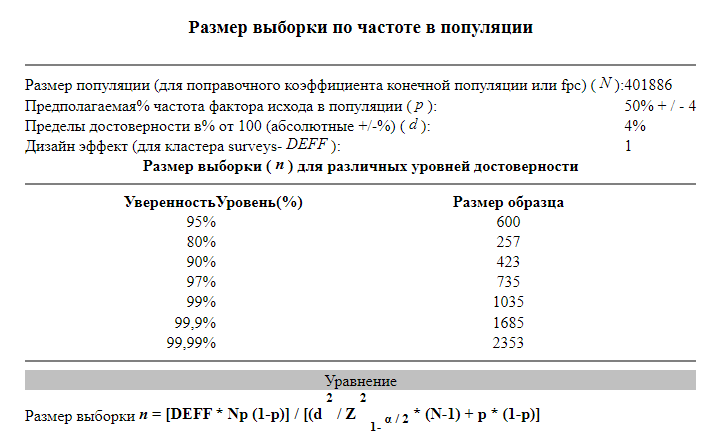 Размер выборки по частоте в популяции
Размер популяции (для поправочного коэффициента конечной популяции или fpc) ( N ):401886
Предполагаемая% частота фактора исхода в популяции ( p ): 50% + / - 4
Пределы достоверности в% от 100 (абсолютные +/-%) ( d ): 4%
Дизайн эффект (для кластера surveys- DEFF ): 1
Размер выборки ( n ) для различных уровней достоверности
УверенностьУровень(%) Размер образца
95% 600
80% 257
90% 423
97% 735
99% 1035
99,9% 1685
99,99% 2353
Уравнение
Размер выборки n = [DEFF * Np (1-p)] / [(d 2 / Z 2 1- α / 2 * (N-1) + p * (1-p)]